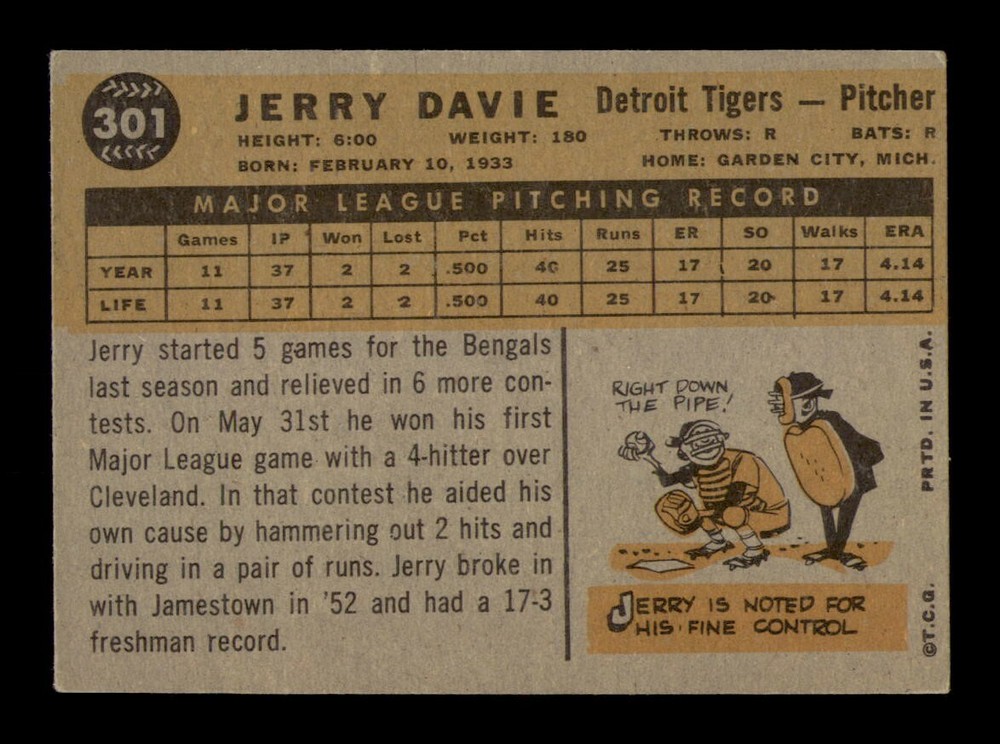 301
JERRY DAVIE Detroit Tigers — Pitcher
HEIGHT: 6:00 WEIGHT: 180 THROWS: R BATS: R
BORN: FEBRUARY 10, 1933 HOME: GARDEN CITY, MICH.
MAJOR LEAGUE PITCHING RECORD
Games IP Won Lost Pct Hits Runs ER SO Walks ERA
YEAR 11 37 2 2 .500 40 25 17 20 17 4.14
LIFE 11 37 2 2 .500 40 25 17 20 17 4.14
Jerry started 5 games for the Bengals
last season and relieved in 6 more con-
tests. On May 31st he won his first
Major League game with a 4-hitter over
Cleveland. In that contest he aided his
own cause by hammering out 2 hits and
driving in a pair of runs. Jerry broke in
with Jamestown in '52 and had a 17-3
freshman record.
RIGHT DOWN
THE PIPE!
JERRY IS NOTED FOR
HIS FINE CONTROL
©T.C.G. PRTD. IN U.S.A.